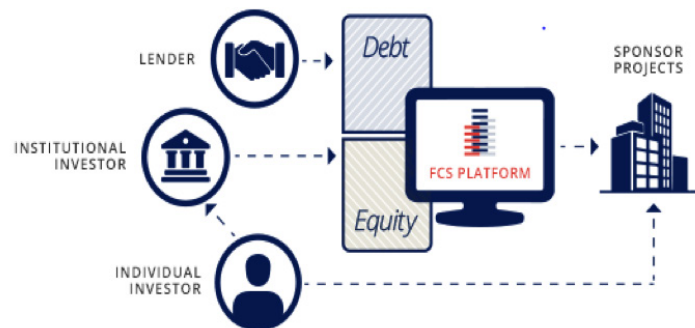 LENDER
Debt
SPONSOR
PROJECTS
INSTITUTIONAL
INVESTOR
FCS PLATFORM
Equity
INDIVIDUAL
INVESTOR